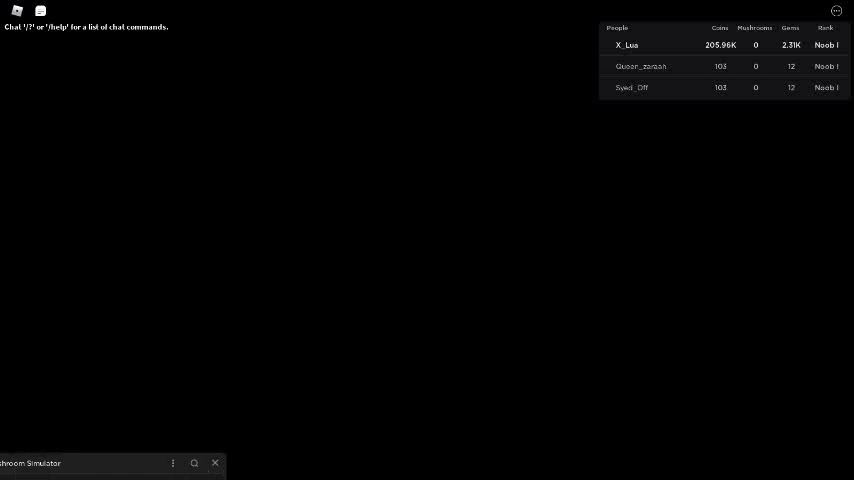 Chat '/?' or '/help' for a list of chat commands.
People Coins Mushrooms Gems Rank
X_Lua 205.96K 0 2.31K Noob I
Queen_zaraah 103 0 12 Noob I
Syed_Off 103 0 12 Noob I
shroom Simulator